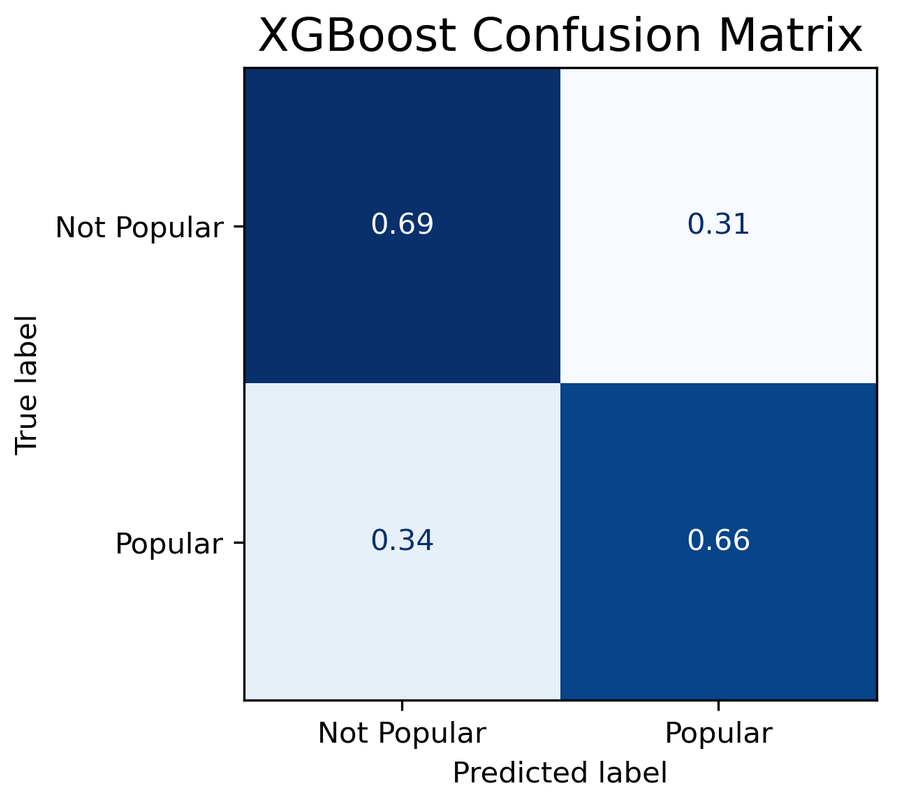 XGBoost Confusion Matrix
Not Popular
0.69
0.31
True label
Popular
0.34
0.66
Not Popular
Popular
Predicted label